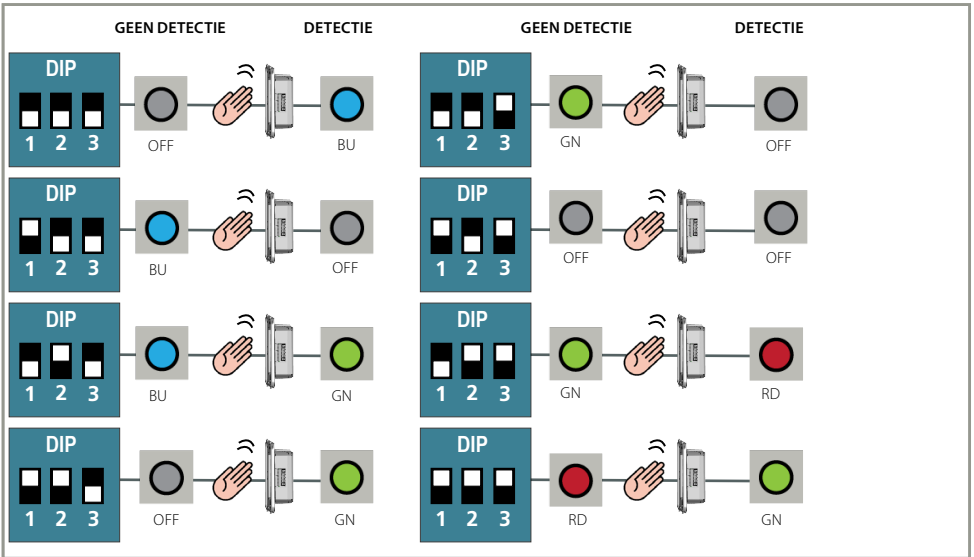 GEEN DETECTIE DETECTIE GEEN DETECTIE DETECTIE
DIP
1 2 3
OFF
BU
DIP
1 2 3
GN
OFF
DIP
1 2 3
BU
OFF
DIP
1 2 3
OFF
OFF
DIP
1 2 3
BU
GN
DIP
1 2 3
GN
RD
DIP
1 2 3
OFF
GN
DIP
1 2 3
RD
GN